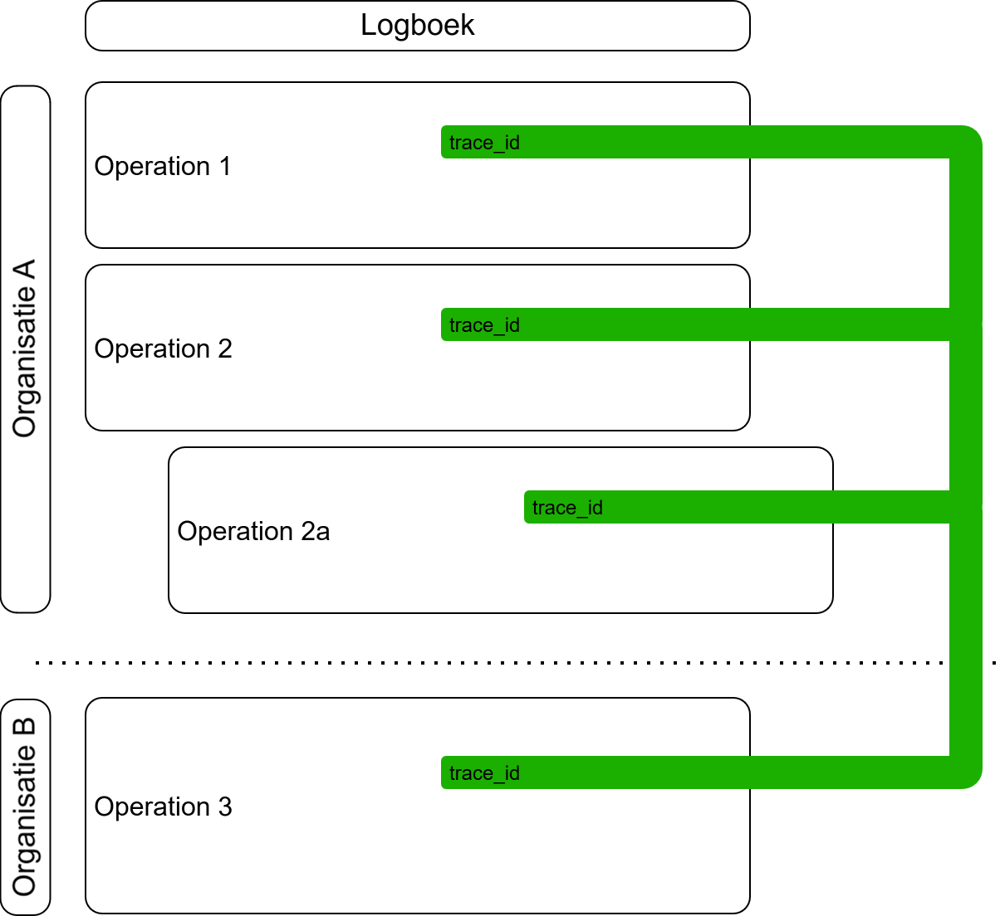 Logboek
Organisatie A
trace_id
Operation 1
trace_id
Operation 2
trace_id
Operation 2a
Organisatie B
trace_id
Operation 3